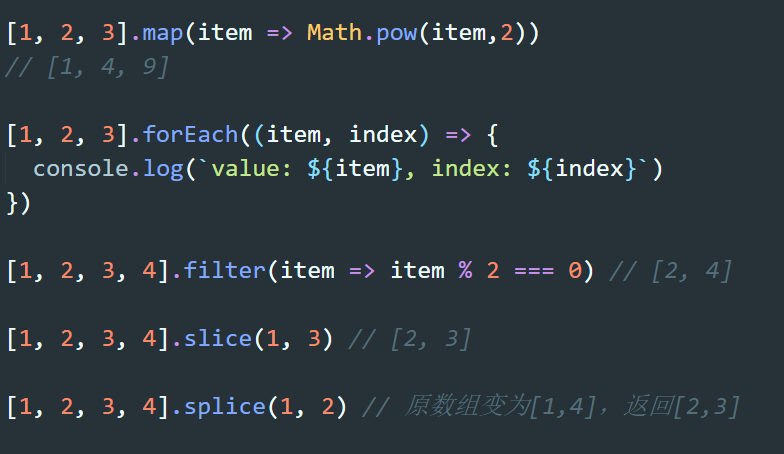 [1, 2, 3].map(item => Math.pow(item,2))
// [1, 4, 9]
[1, 2, 3].forEach((item, index) => {
  console.log(`value: ${item}, index: ${index}`)
})
[1, 2, 3, 4].filter(item => item % 2 === 0) // [2, 4]
[1, 2, 3, 4].slice(1, 3) // [2, 3]
[1, 2, 3, 4].splice(1, 2) // 原数组变为[1,4]，返回[2,3]